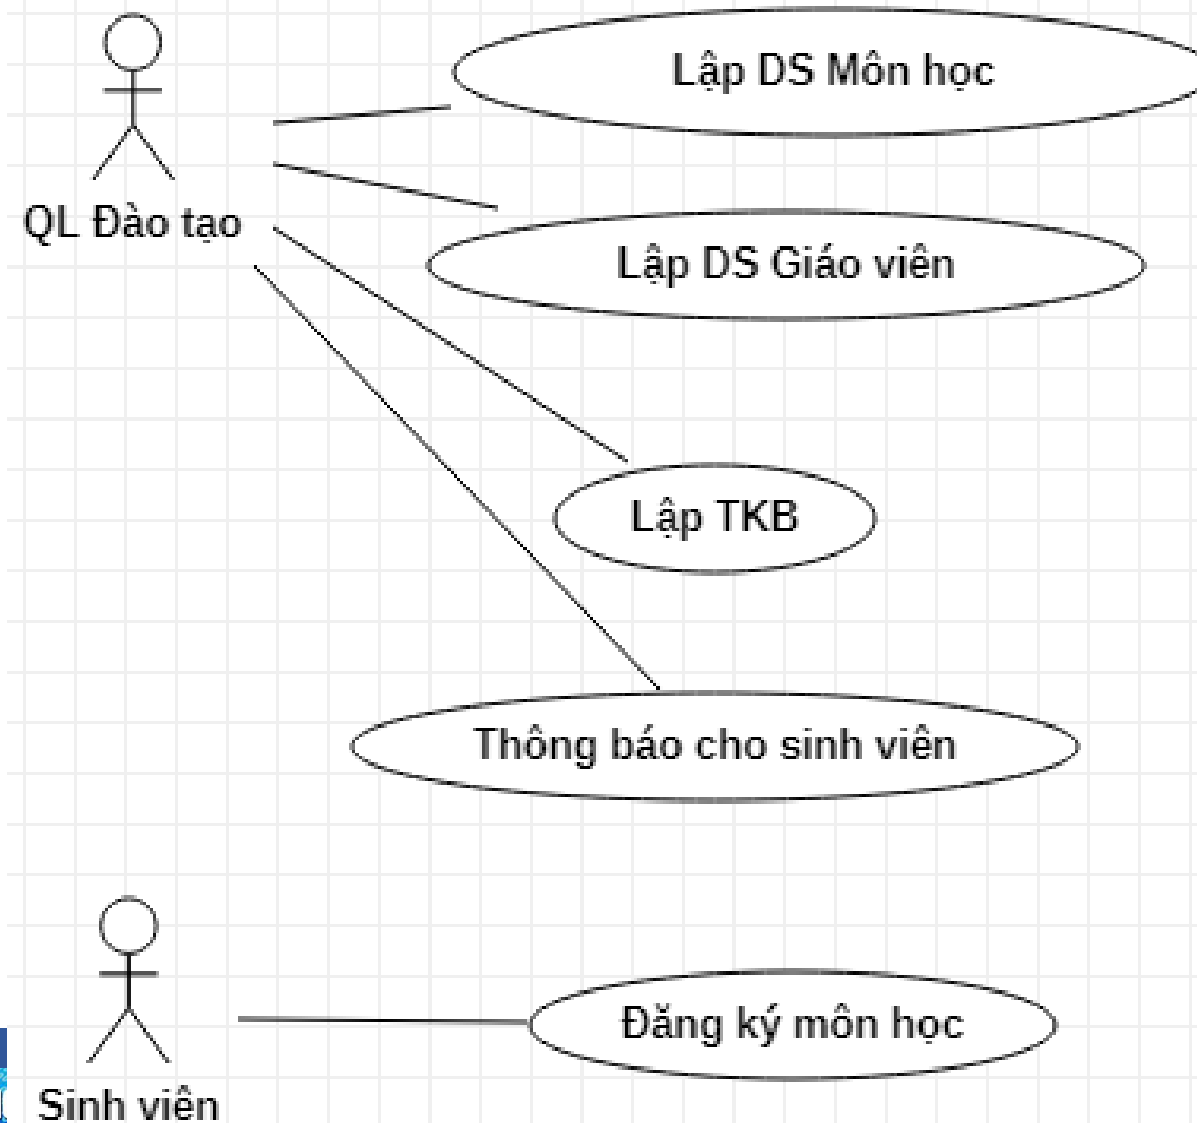 Lập DS Môn học
QL Đào tạo
Lập DS Giáo viên
Lập TKB
Thông báo cho sinh viên
Đăng ký môn học
Sinh viên